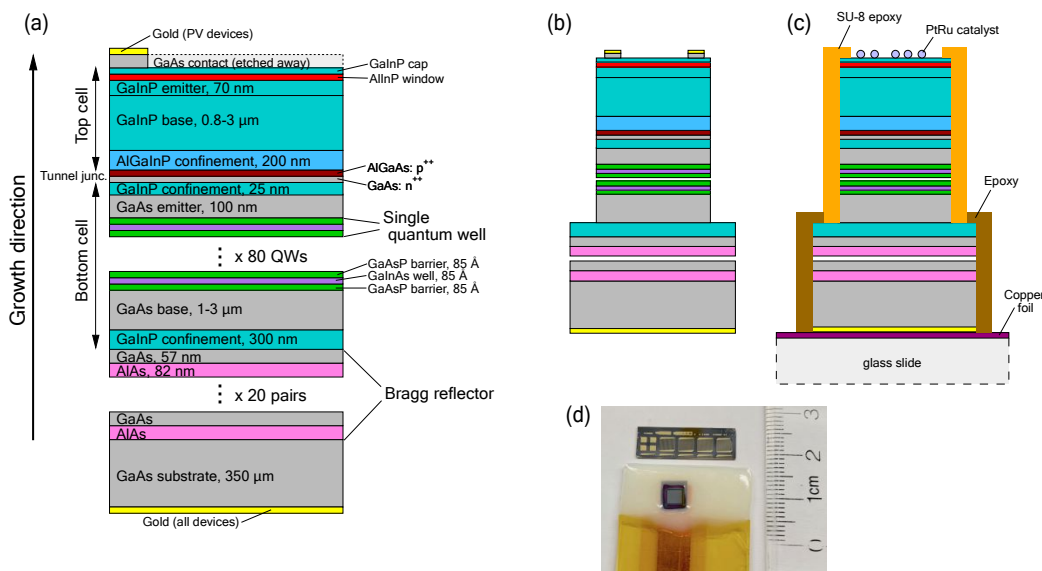 (a)
Gold (PV devices)
GaAs contact (etched away)
GaInP cap
AlInP window
GaInP emitter, 70 nm
GaInP base, 0.8-3 µm
AlGaInP confinement, 200 nm
AlGaAs: p++
Tunnel junc.
GaAs: n++
GaInP confinement, 25 nm
GaAs emitter, 100 nm
Single
quantum well
x 80 QWs
GaAsP barrier, 85 Å
GaInAs well, 85 Å
GaAsP barrier, 85 Å
GaAs base, 1-3 µm
GaInP confinement, 300 nm
GaAs, 57 nm
AlAs, 82 nm
x 20 pairs
Bragg reflector
GaAs
AlAs
GaAs substrate, 350 µm
Gold (all devices)
Growth direction
Top cell
Bottom cell
(b)
(c)
SU-8 epoxy
PtRu catalyst
Epoxy
Copper
foil
glass slide
(d)
3
2
1cm
0